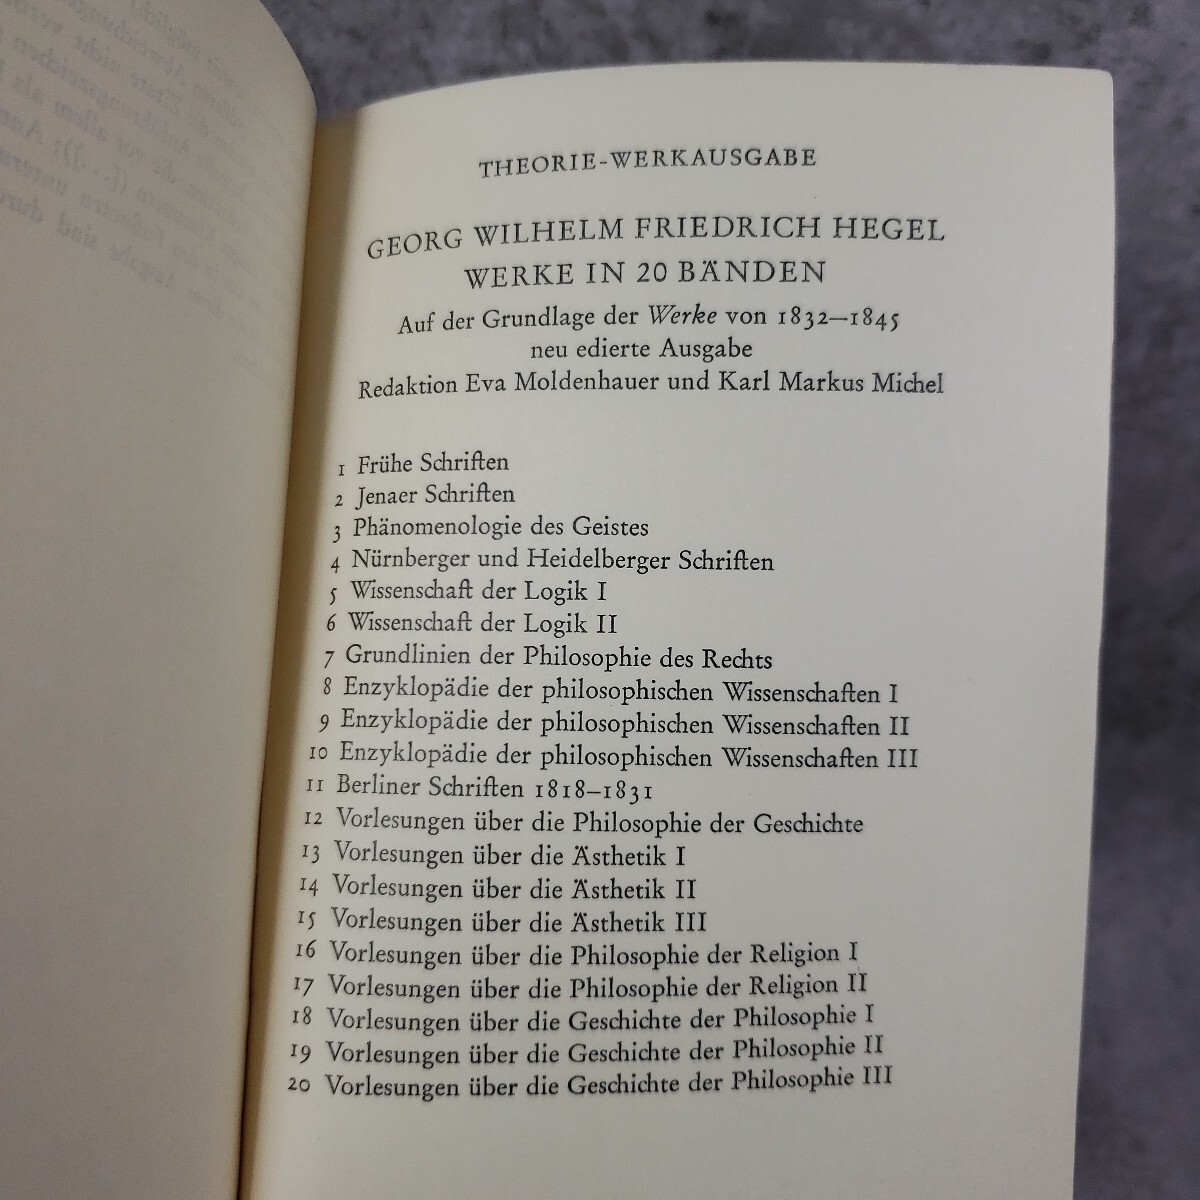 THEORIE-WERKAUSGABE
GEORG WILHELM FRIEDRICH HEGEL
WERKE IN 20 BÄNDEN
Auf der Grundlage der Werke von 1832–1845
neu edierte Ausgabe
Redaktion Eva Moldenhauer und Karl Markus Michel
1 Frühe Schriften
2 Jenaer Schriften
3 Phänomenologie des Geistes
4 Nürnberger und Heidelberger Schriften
5 Wissenschaft der Logik I
6 Wissenschaft der Logik II
7 Grundlinien der Philosophie des Rechts
8 Enzyklopädie der philosophischen Wissenschaften I
9 Enzyklopädie der philosophischen Wissenschaften II
10 Enzyklopädie der philosophischen Wissenschaften III
11 Berliner Schriften 1818–1831
12 Vorlesungen über die Philosophie der Geschichte
13 Vorlesungen über die Ästhetik I
14 Vorlesungen über die Ästhetik II
15 Vorlesungen über die Ästhetik III
16 Vorlesungen über die Philosophie der Religion I
17 Vorlesungen über die Philosophie der Religion II
18 Vorlesungen über die Geschichte der Philosophie I
19 Vorlesungen über die Geschichte der Philosophie II
20 Vorlesungen über die Geschichte der Philosophie III